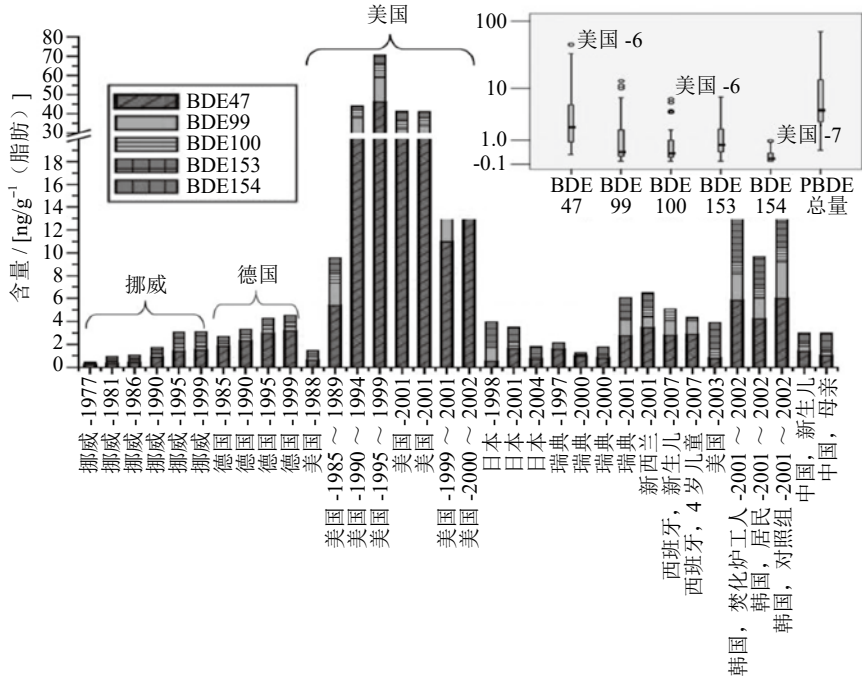 含量 / [ng/g⁻¹（脂肪）]
80
70
60
50
40
30
18
16
14
12
10
8
6
4
2
0
BDE47
BDE99
BDE100
BDE153
BDE154
挪威
德国
美国
100
10
1.0
-0.1
美国 -6
美国 -6
美国 -7
BDE
47
BDE
99
BDE
100
BDE
153
BDE
154
PBDE
总量
挪威 -1977
挪威 -1981
挪威 -1986
挪威 -1990
挪威 -1995
挪威 -1999
德国 -1985
德国 -1990
德国 -1995
德国 -1999
美国 -1988
美国 -1985～1989
美国 -1990～1994
美国 -1995～1999
美国 -2001
美国 -2001
美国 -1999～2001
美国 -2000～2002
日本 -1998
日本 -2001
日本 -2004
瑞典 -1997
瑞典 -2000
瑞典 -2000
瑞典 -2001
新西兰 -2001
西班牙，新生儿 -2007
西班牙，4 岁儿童 -2007
美国 -2003
韩国，焚化炉工人 -2001～2002
韩国，居民 -2001～2002
韩国，对照组 -2001～2002
中国，新生儿
中国，母亲